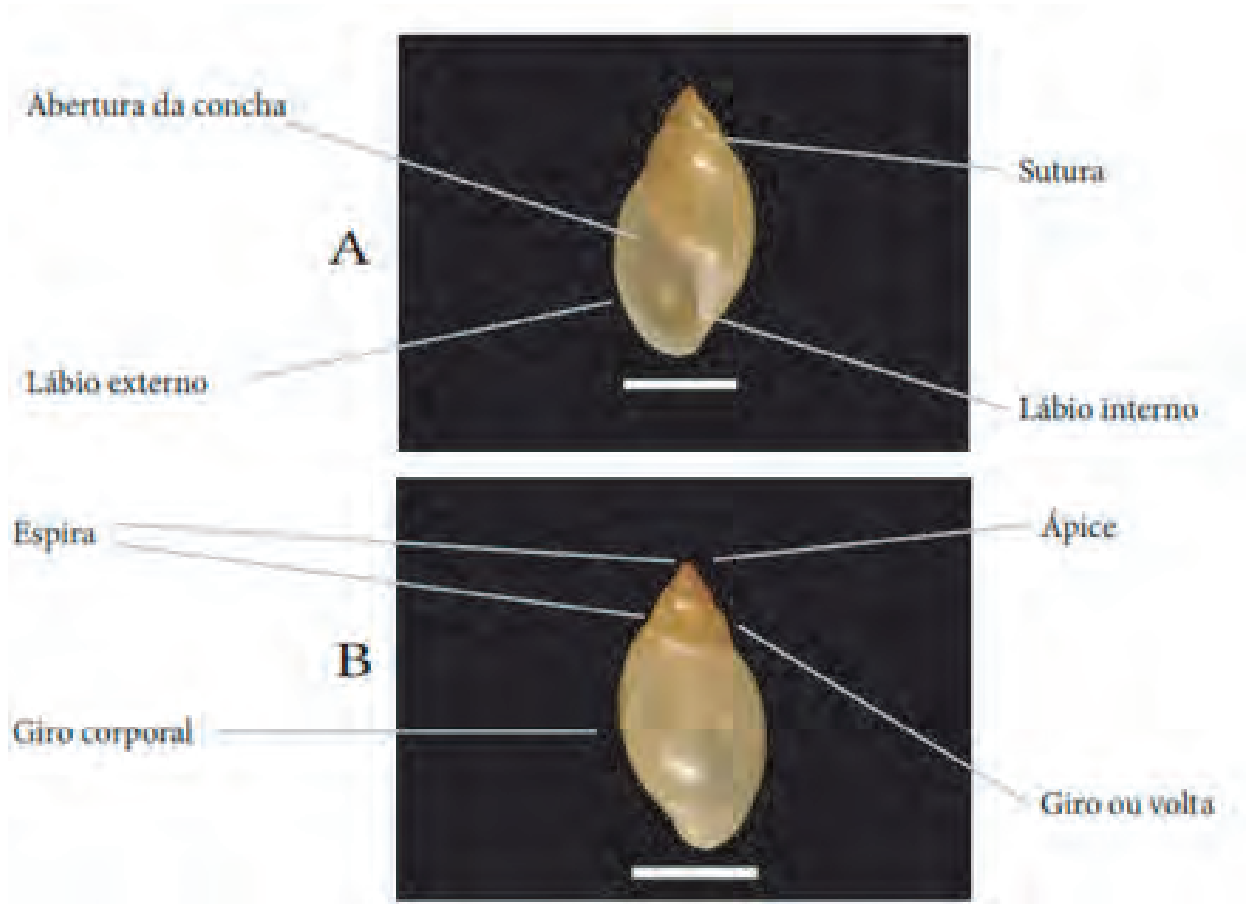 Abertura da concha
Sutura
A
Lábio externo
Lábio interno
Espira
Ápice
B
Giro corporal
Giro ou volta